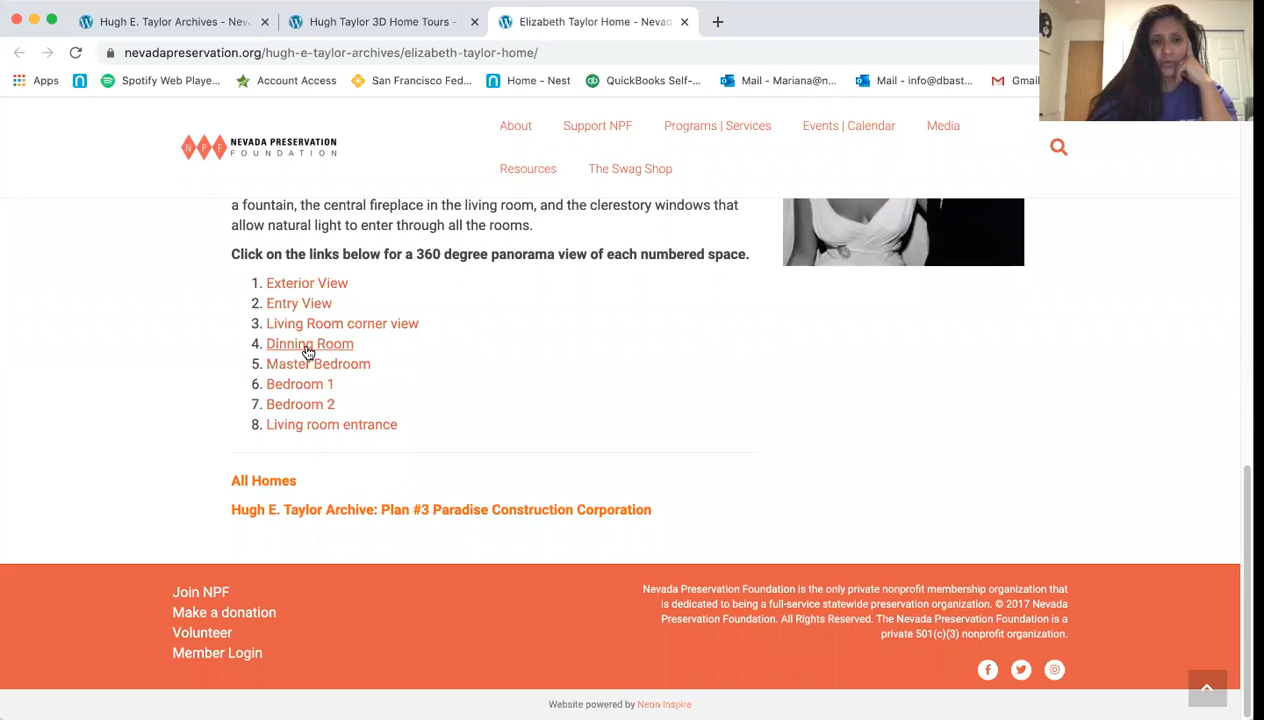 Hugh E. Taylor Archives - Nev
Hugh Taylor 3D Home Tours -
Elizabeth Taylor Home - Nevad
nevadapreservation.org/hugh-e-taylor-archives/elizabeth-taylor-home/
Apps
Spotify Web Playe...
Account Access
San Francisco Fed...
Home - Nest
QuickBooks Self-...
Mail - Mariana@n...
Mail - info@dbast...
Gmail
NPF
NEVADA PRESERVATION
FOUNDATION
About
Support NPF
Programs | Services
Events | Calendar
Media
Resources
The Swag Shop
a fountain, the central fireplace in the living room, and the clerestory windows that
allow natural light to enter through all the rooms.
Click on the links below for a 360 degree panorama view of each numbered space.
1. Exterior View
2. Entry View
3. Living Room corner view
4. Dinning Room
5. Master Bedroom
6. Bedroom 1
7. Bedroom 2
8. Living room entrance
All Homes
Hugh E. Taylor Archive: Plan #3 Paradise Construction Corporation
Join NPF
Make a donation
Volunteer
Member Login
Nevada Preservation Foundation is the only private nonprofit membership organization that
is dedicated to being a full-service statewide preservation organization. © 2017 Nevada
Preservation Foundation. All Rights Reserved. The Nevada Preservation Foundation is a
private 501(c)(3) nonprofit organization.
Website powered by Neon Inspire